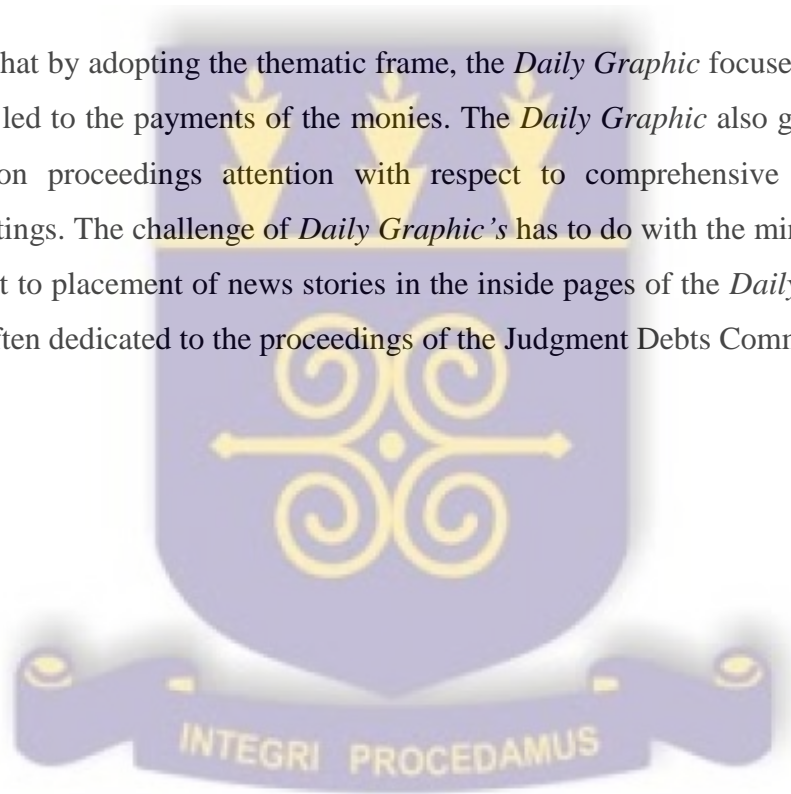 hat by adopting the thematic frame, the Daily Graphic focuse
led to the payments of the monies. The Daily Graphic also g
on proceedings attention with respect to comprehensive
tings. The challenge of Daily Graphic's has to do with the min
t to placement of news stories in the inside pages of the Daily
ften dedicated to the proceedings of the Judgment Debts Comm
INTEGRI PROCEDAMUS